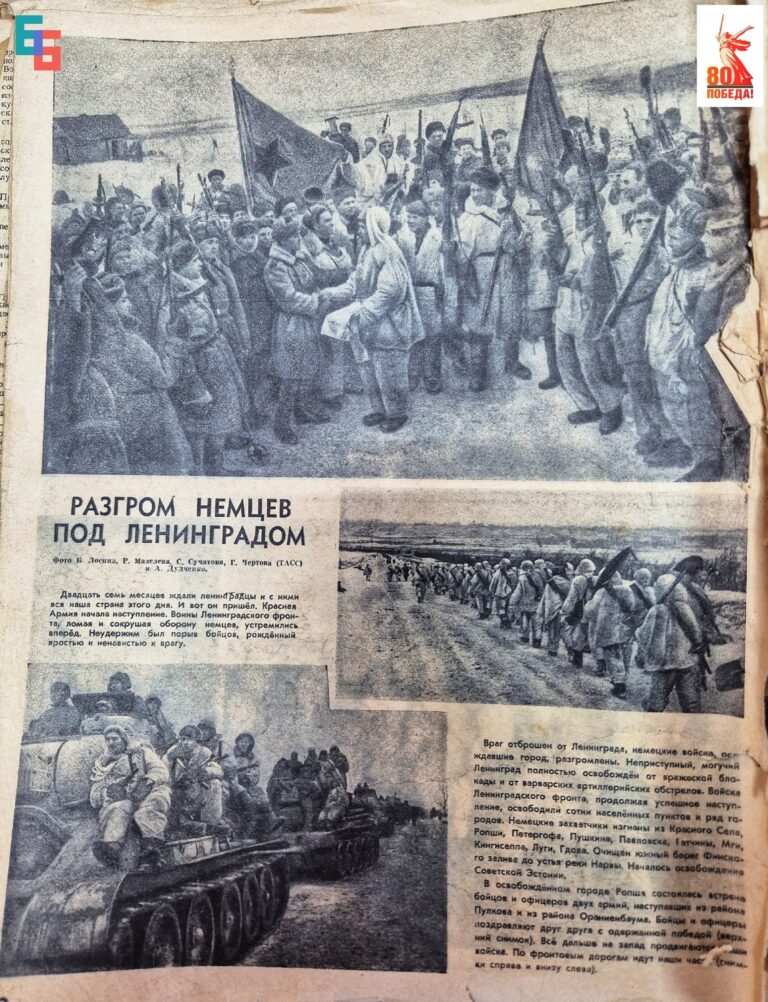 ББ
80
ПОБЕДА!
РАЗГРОМ НЕМЦЕВ
ПОД ЛЕНИНГРАДОМ
Фото Б. Лосина, Р. Мазелева, С. Сучатова, Г. Чертова (ТАСС)
и А. Дудченко.
Двадцать семь месяцев ждали ленинградцы и с ними
вся наша страна этого дня. И вот он пришёл. Красная
Армия начала наступление. Воины Ленинградского фрон-
та, ломая и сокрушая оборону немцев, устремились
вперёд. Неудержим был порыв бойцов, рождённый
яростью и ненавистью к врагу.
Враг отброшен от Ленинграда, немецкие войска,
ждавшие город, разгромлены. Неприступный, могучий
Ленинград полностью освобождён от вражеской бло-
кады и от варварских артиллерийских обстрелов. Войска
Ленинградского фронта, продолжая успешное наступ-
ление, освободили сотни населённых пунктов и ряд го-
родов. Немецкие захватчики изгнаны из Красного Села,
Ропши, Петергофа, Пушкина, Павловска, Гатчины, Мги,
Кингисеппа, Луги, Гдова. Очищен южный берег Финско-
го залива до устья реки Нарвы. Началось освобождение
Советской Эстонии.
В освобождённом городе Ропша состоялась встреча
бойцов и офицеров двух армий, наступавших из района
Пулкова и из района Ораниенбаума. Бойцы и офицеры
поздравляют друг друга с одержанной победой (верх-
ний снимок). Всё дальше на запад продвигаются наши
войска. По фронтовым дорогам идут наши части (сним-
ки справа и внизу слева).